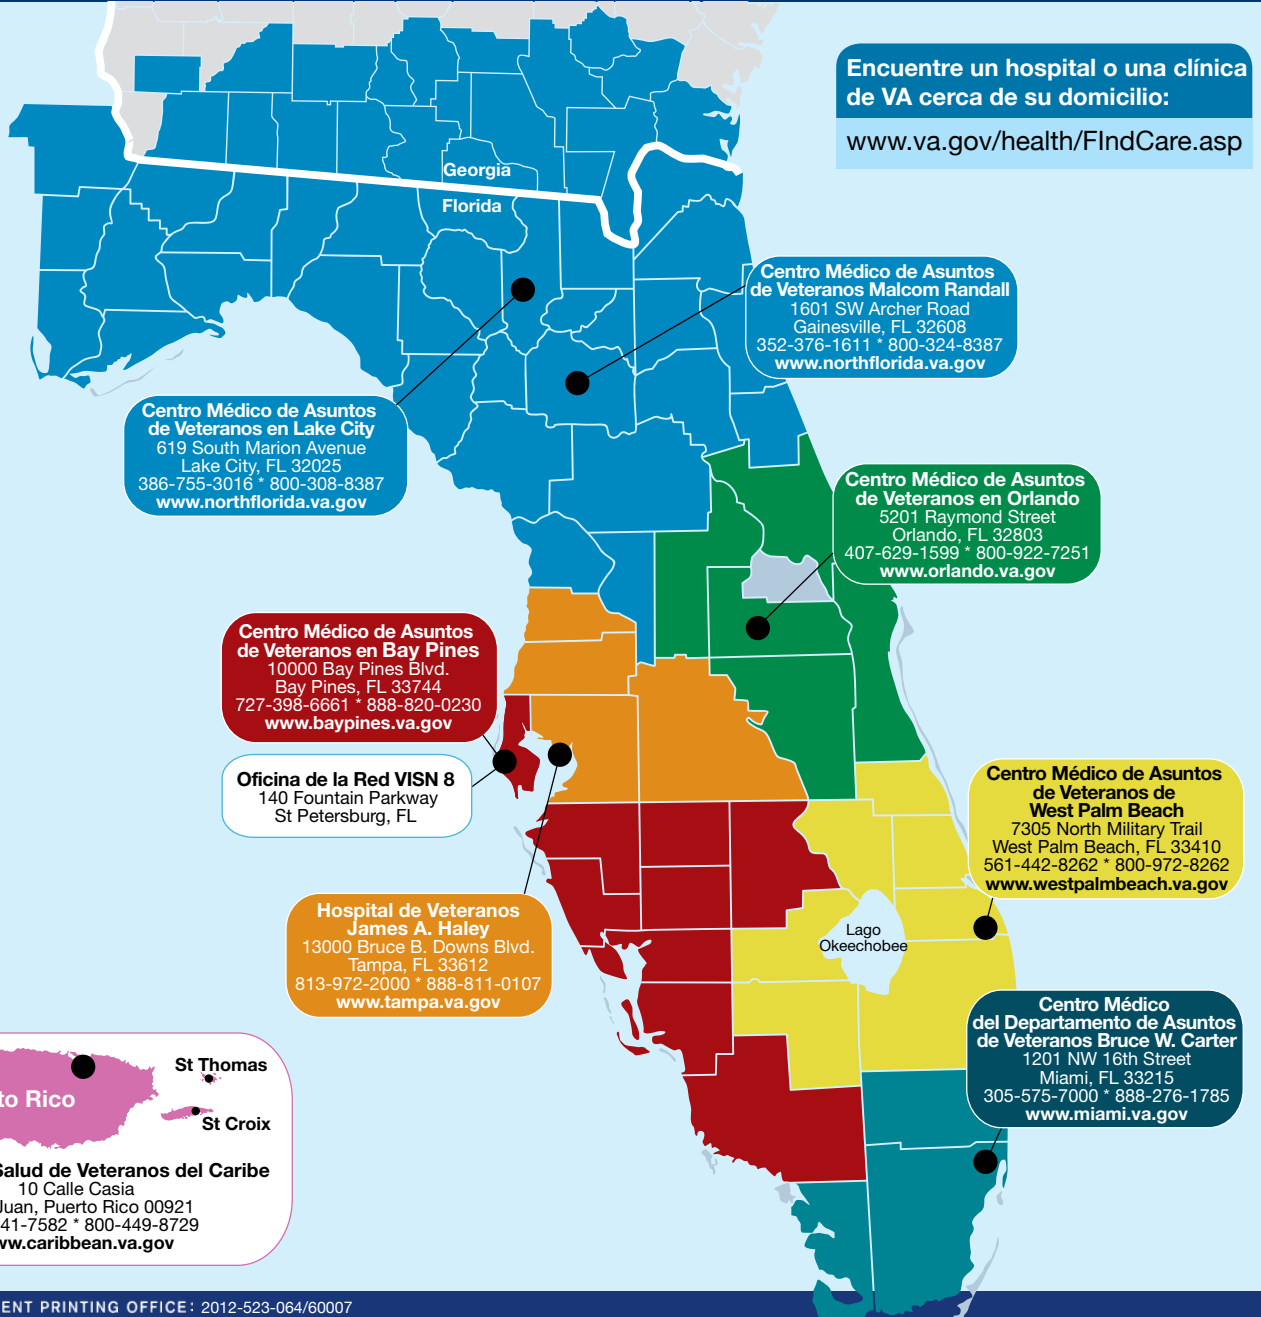 Encuentre un hospital o una clínica
de VA cerca de su domicilio:
www.va.gov/health/FIndCare.asp
Georgia
Florida
Centro Médico de Asuntos
de Veteranos Malcom Randall
1601 SW Archer Road
Gainesville, FL 32608
352-376-1611 * 800-324-8387
www.northflorida.va.gov
Centro Médico de Asuntos
de Veteranos en Lake City
619 South Marion Avenue
Lake City, FL 32025
386-755-3016 * 800-308-8387
www.northflorida.va.gov
Centro Médico de Asuntos
de Veteranos en Orlando
5201 Raymond Street
Orlando, FL 32803
407-629-1599 * 800-922-7251
www.orlando.va.gov
Centro Médico de Asuntos
de Veteranos en Bay Pines
10000 Bay Pines Blvd.
Bay Pines, FL 33744
727-398-6661 * 888-820-0230
www.baypines.va.gov
Oficina de la Red VISN 8
140 Fountain Parkway
St Petersburg, FL
Centro Médico de Asuntos
de Veteranos de
West Palm Beach
7305 North Military Trail
West Palm Beach, FL 33410
561-442-8262 * 800-972-8262
www.westpalmbeach.va.gov
Hospital de Veteranos
James A. Haley
13000 Bruce B. Downs Blvd.
Tampa, FL 33612
813-972-2000 * 888-811-0107
www.tampa.va.gov
Lago
Okeechobee
Centro Médico
del Departamento de Asuntos
de Veteranos Bruce W. Carter
1201 NW 16th Street
Miami, FL 33215
305-575-7000 * 888-276-1785
www.miami.va.gov
St Thomas
to Rico
St Croix
Salud de Veteranos del Caribe
10 Calle Casia
Juan, Puerto Rico 00921
41-7582 * 800-449-8729
ww.caribbean.va.gov
ENT PRINTING OFFICE: 2012-523-064/60007